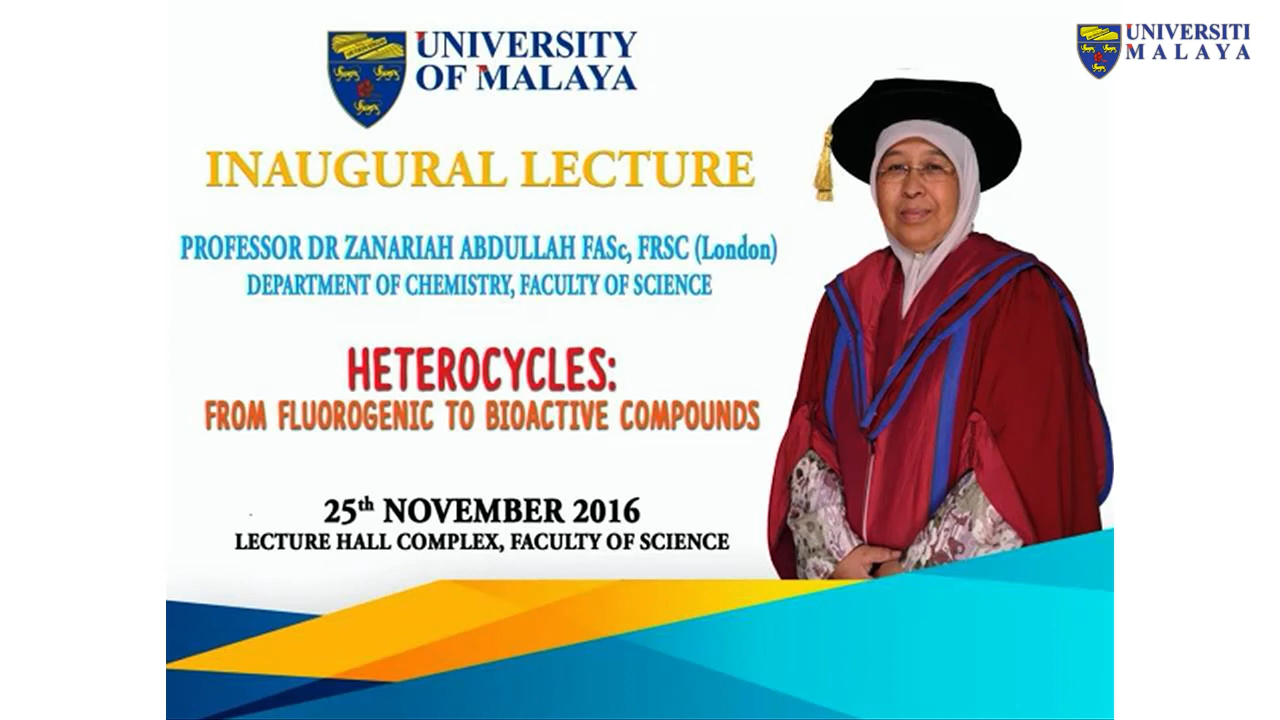 UNIVERSITY
OF MALAYA
UNIVERSITI
MALAYA
INAUGURAL LECTURE
PROFESSOR DR ZANARIAH ABDULLAH FASc, FRSC (London)
DEPARTMENT OF CHEMISTRY, FACULTY OF SCIENCE
HETEROCYCLES:
FROM FLUOROGENIC TO BIOACTIVE COMPOUNDS
25th NOVEMBER 2016
LECTURE HALL COMPLEX, FACULTY OF SCIENCE